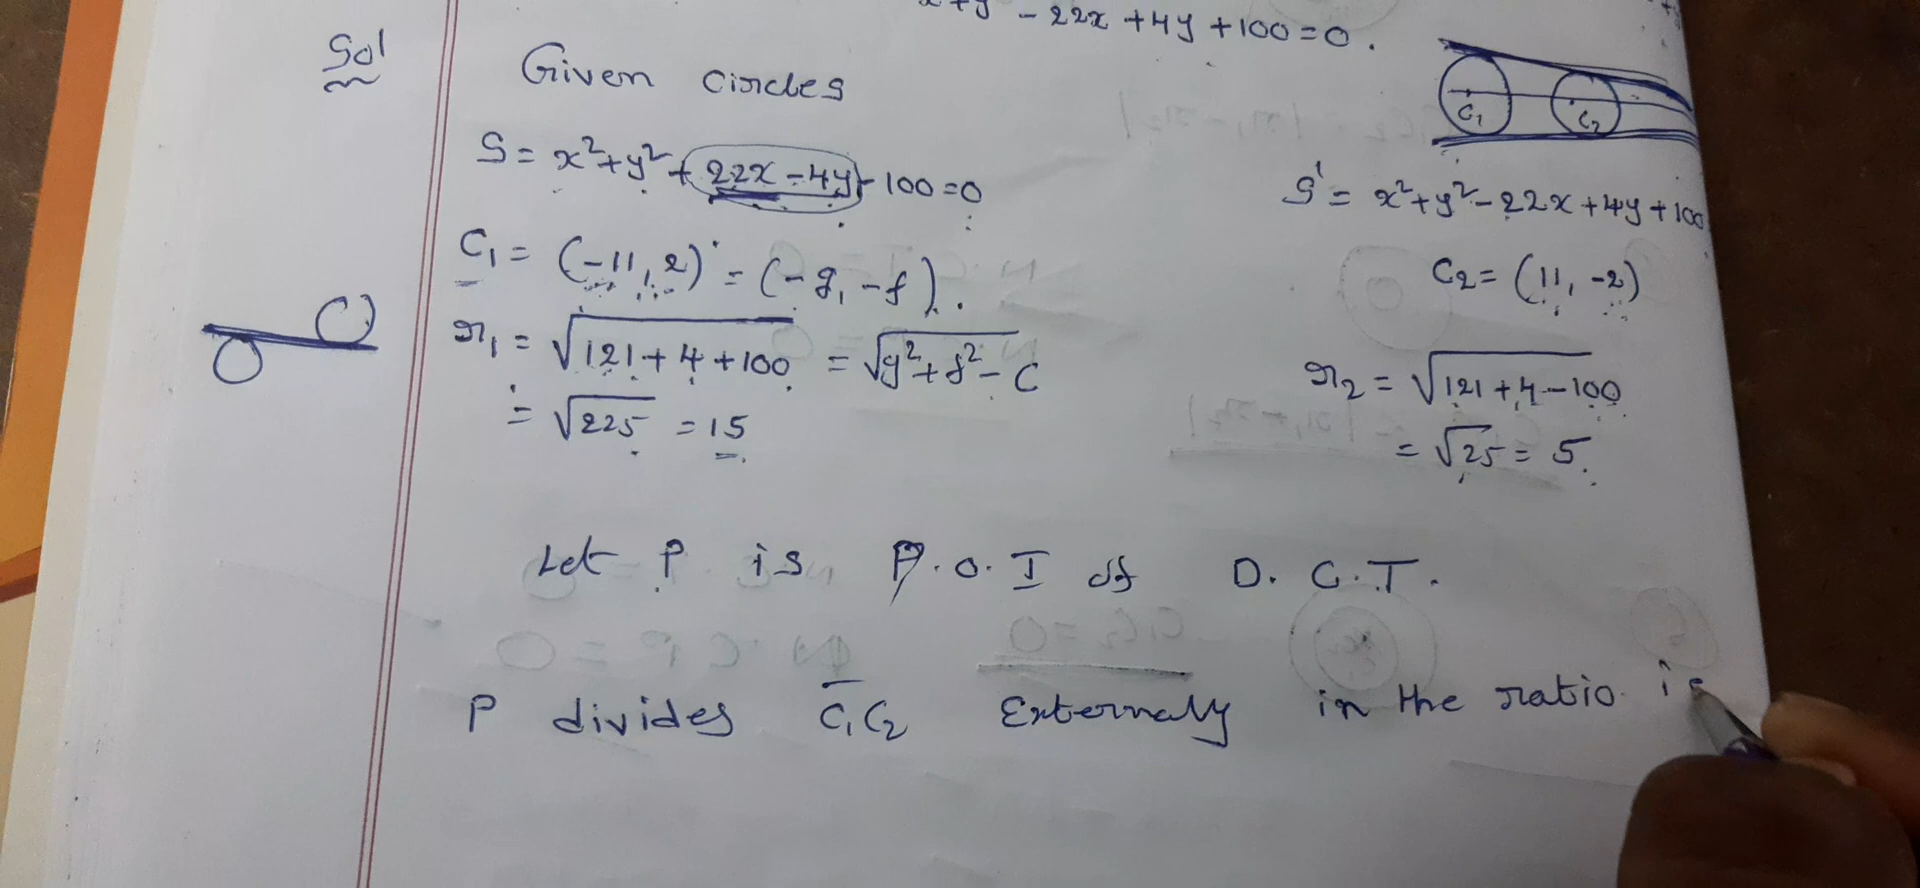 - 22x + 4y + 100 = 0.
Sol
Given circles
C₁ C₂
S = x² + y² + 22x - 4y - 100 = 0
S' = x² + y² - 22x + 4y + 100
C₁ = (-11, 2) = (-g, -f).
C₂ = (11, -2)
r₁ = √121 + 4 + 100 = √g² + f² - C
r₂ = √121 + 4 - 100
= √225 = 15
= √25 = 5.
Let P is P.O.I of D.C.T.
P divides C₁C₂ Externally in the ratio is